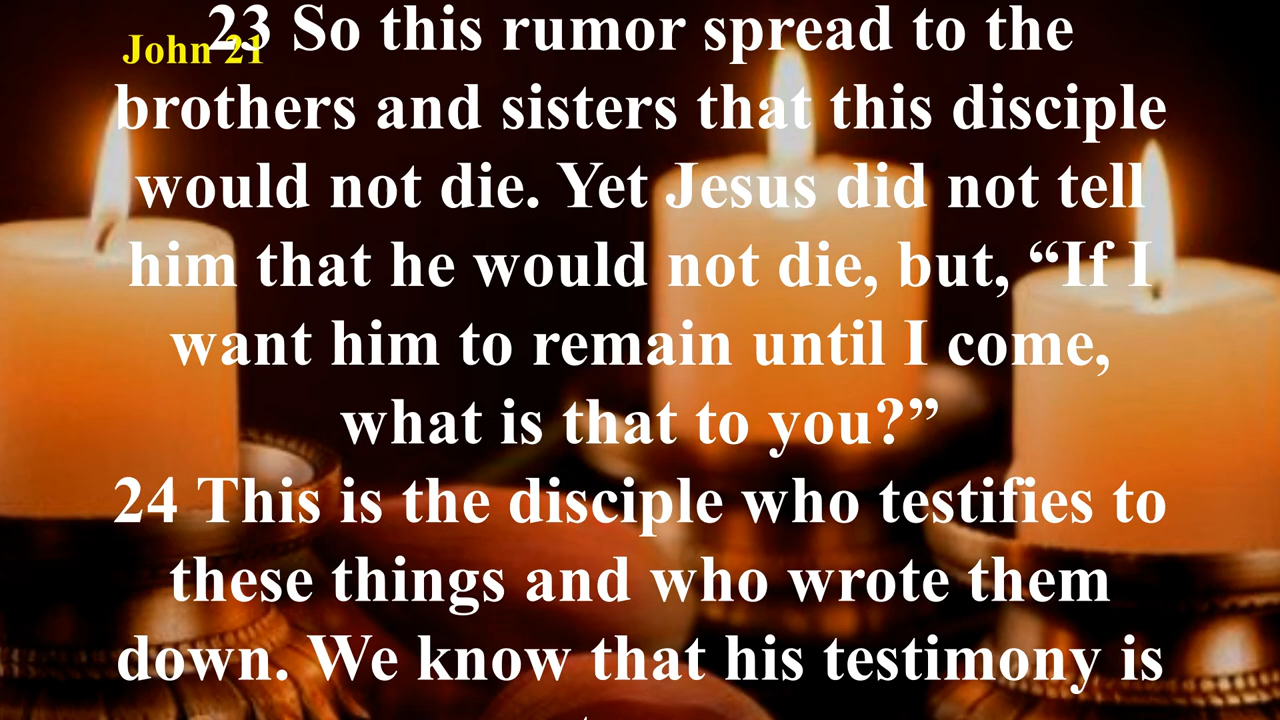 John 21
23 So this rumor spread to the
brothers and sisters that this disciple
would not die. Yet Jesus did not tell
him that he would not die, but, “If I
want him to remain until I come,
what is that to you?”
24 This is the disciple who testifies to
these things and who wrote them
down. We know that his testimony is